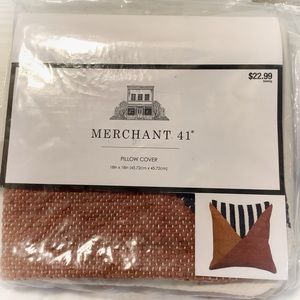 $22.99
MERCHANT 41®
PILLOW COVER
18in x 18in (45.72cm x 45.72cm)